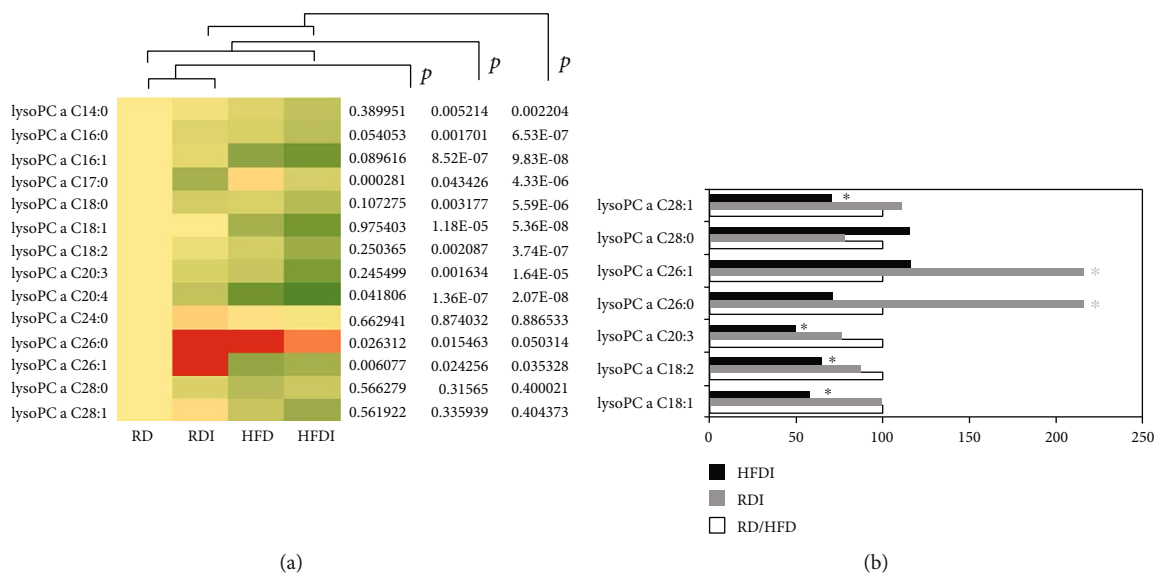 p p p
lysoPC a C14:0 0.389951 0.005214 0.002204
lysoPC a C16:0 0.054053 0.001701 6.53E-07
lysoPC a C16:1 0.089616 8.52E-07 9.83E-08
lysoPC a C17:0 0.000281 0.043426 4.33E-06
lysoPC a C18:0 0.107275 0.003177 5.59E-06
lysoPC a C18:1 0.975403 1.18E-05 5.36E-08
lysoPC a C18:2 0.250365 0.002087 3.74E-07
lysoPC a C20:3 0.245499 0.001634 1.64E-05
lysoPC a C20:4 0.041806 1.36E-07 2.07E-08
lysoPC a C24:0 0.662941 0.874032 0.886533
lysoPC a C26:0 0.026312 0.015463 0.050314
lysoPC a C26:1 0.006077 0.024256 0.035328
lysoPC a C28:0 0.566279 0.31565 0.400021
lysoPC a C28:1 0.561922 0.335939 0.404373
RD RDI HFD HFDI
(a)
lysoPC a C28:1 *
lysoPC a C28:0
lysoPC a C26:1 *
lysoPC a C26:0 *
lysoPC a C20:3 *
lysoPC a C18:2 *
lysoPC a C18:1 *
0 50 100 150 200 250
HFDI
RDI
RD/HFD
(b)